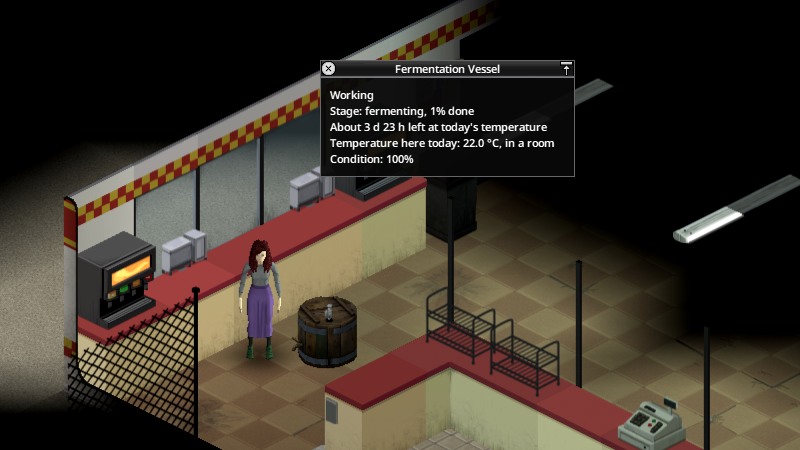 Fermentation Vessel
Working
Stage: fermenting, 1% done
About 3 d 23 h left at today's temperature
Temperature here today: 22.0 °C, in a room
Condition: 100%